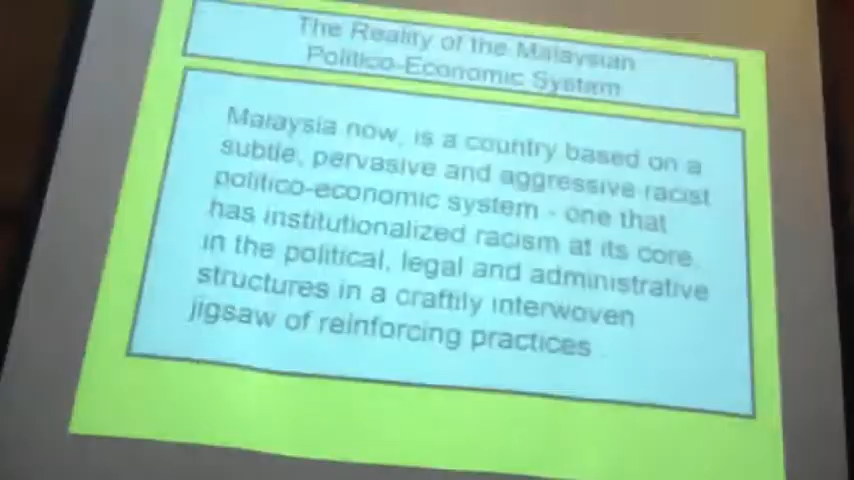 The Reality of the Malaysian
Politico-Economic System
Malaysia now, is a country based on a
subtle, pervasive and aggressive racist
politico-economic system - one that
has institutionalized racism at its core,
in the political, legal and administrative
structures in a craftily interwoven
jigsaw of reinforcing practices